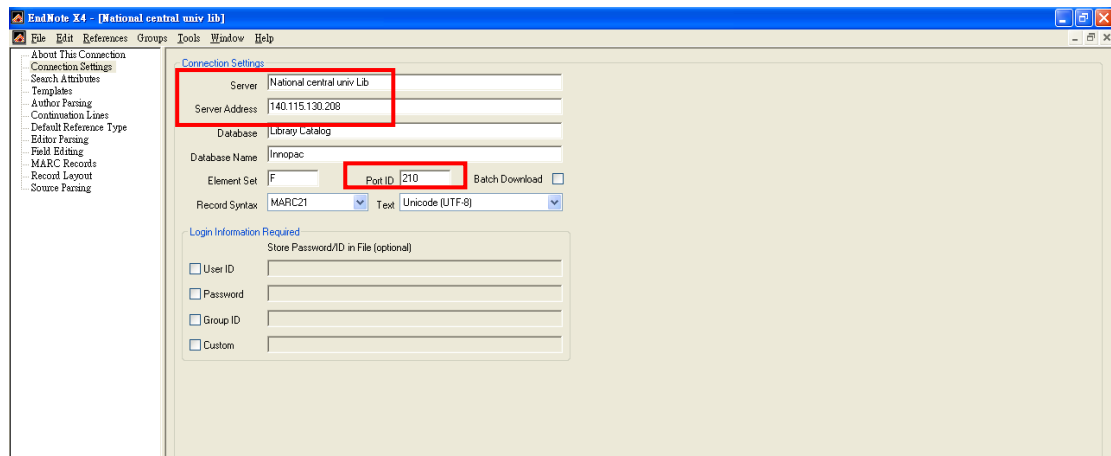 EndNote X4 - [National central univ lib]
File Edit References Groups Tools Window Help
About This Connection
Connection Settings
Search Attributes
Templates
Author Parsing
Continuation Lines
Default Reference Type
Editor Parsing
Field Editing
MARC Records
Record Layout
Source Parsing
Connection Settings
Server National central univ Lib
Server Address 140.115.130.208
Database Library Catalog
Database Name Innopac
Element Set F Port ID 210 Batch Download
Record Syntax MARC21 Text Unicode (UTF-8)
Login Information Required
Store Password/ID in File (optional)
User ID
Password
Group ID
Custom